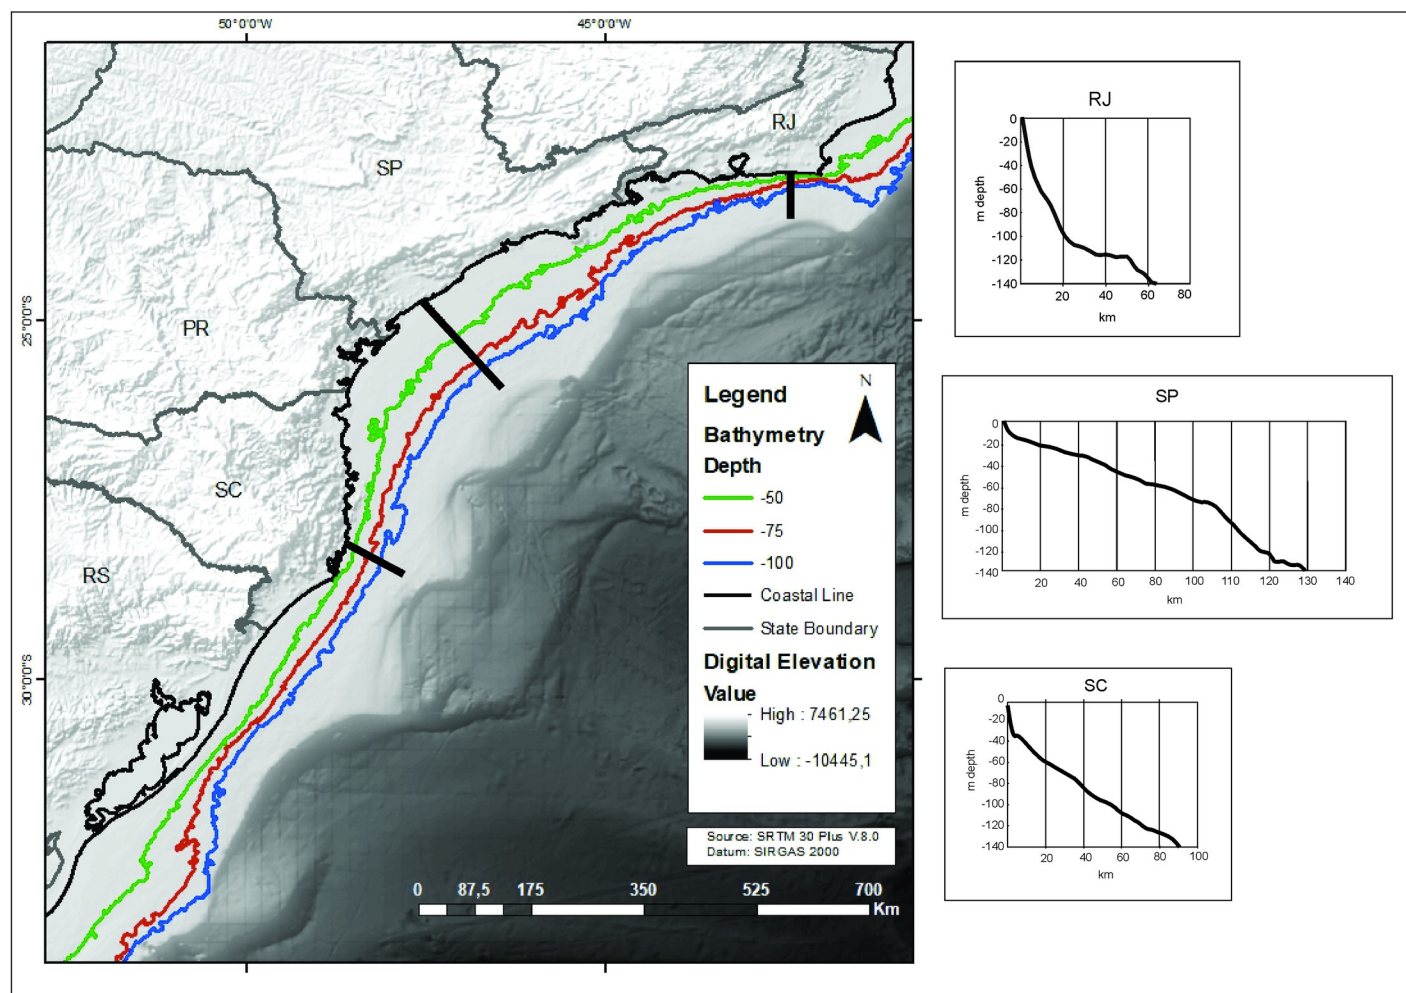 50°0'0"W
45°0'0"W
25°0'0"S
30°0'0"S
RJ
SP
PR
SC
RS
N
Legend
Bathymetry
Depth
-50
-75
-100
Coastal Line
State Boundary
Digital Elevation
Value
High : 7461,25
Low : -10445,1
Source: SRTM 30 Plus V.8.0
Datum: SIRGAS 2000
0 87,5 175 350 525 700
Km
RJ
0
-20
-40
-60
-80
-100
-120
-140
m depth
20 40 60 80
km
SP
0
-20
-40
-60
-80
-100
-120
-140
m depth
20 40 60 80 100 110 120 130 140
km
SC
0
-20
-40
-60
-80
-100
-120
-140
m depth
20 40 60 80 100
km